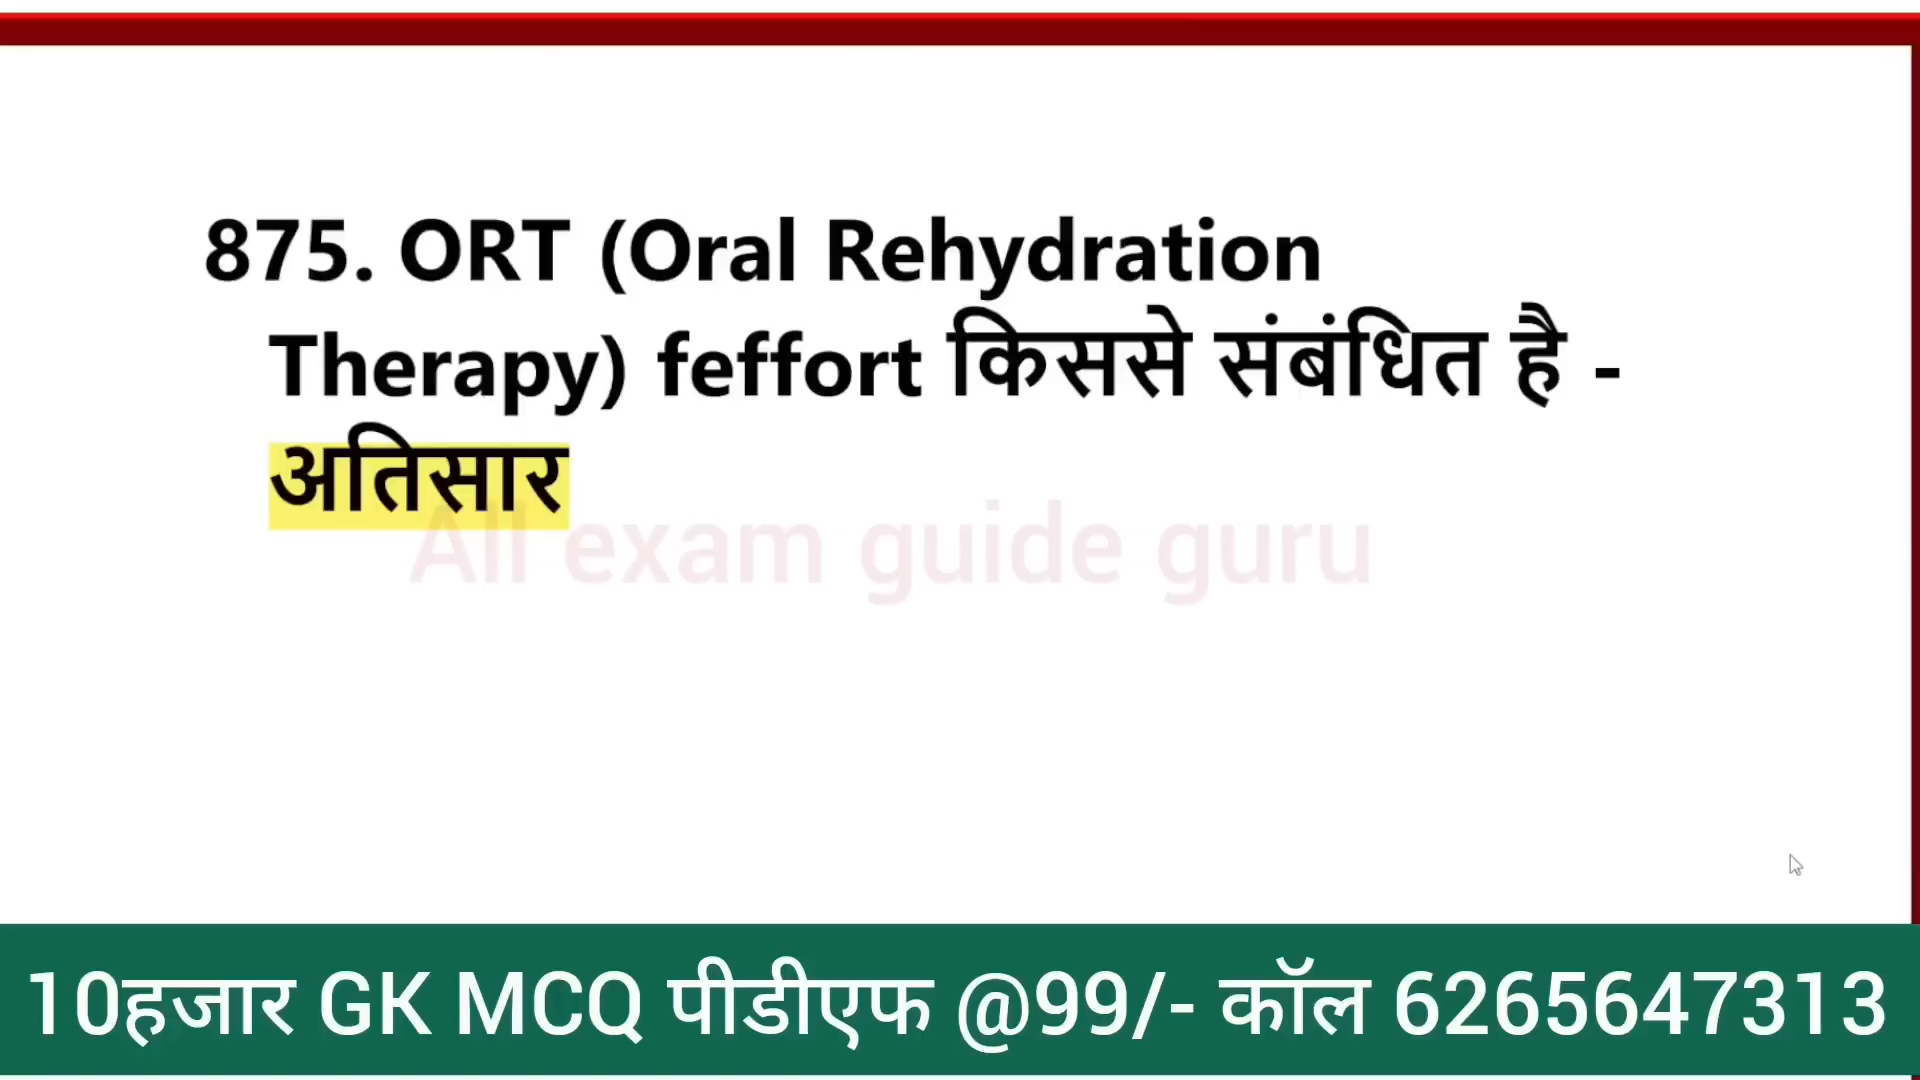 875. ORT (Oral Rehydration
Therapy) feffort किससे संबंधित है -
अतिसार
All exam guide guru
10हजार GK MCQ पीडीएफ @99/- कॉल 6265647313